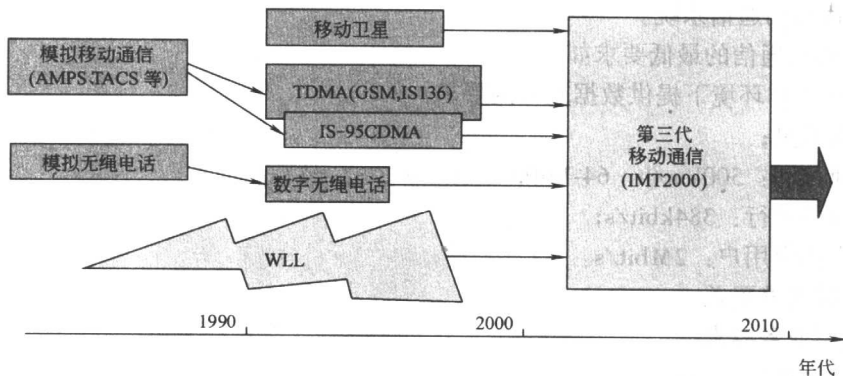 移动卫星
模拟移动通信
(AMPS、TACS 等)
TDMA(GSM,IS136)
IS-95CDMA
第三代
移动通信
(IMT2000)
模拟无绳电话
数字无绳电话
WLL
1990
2000
2010
年代